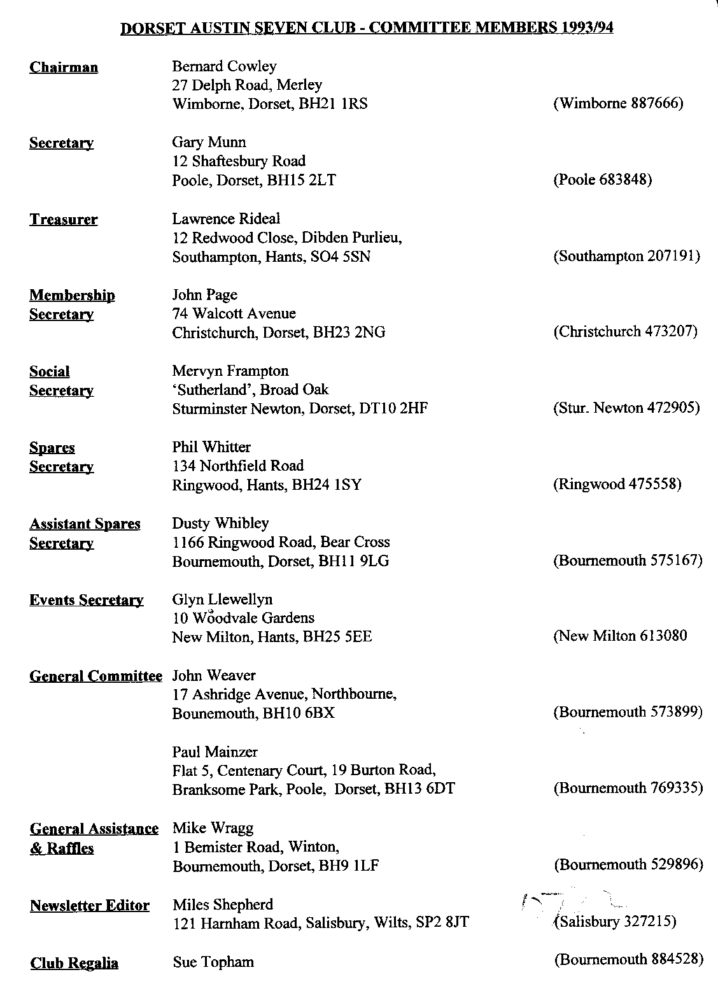 DORSET AUSTIN SEVEN CLUB - COMMITTEE MEMBERS 1993/94
Chairman Bernard Cowley
27 Delph Road, Merley
Wimborne, Dorset, BH21 1RS (Wimborne 887666)
Secretary Gary Munn
12 Shaftesbury Road
Poole, Dorset, BH15 2LT (Poole 683848)
Treasurer Lawrence Rideal
12 Redwood Close, Dibden Purlieu,
Southampton, Hants, SO4 5SN (Southampton 207191)
Membership John Page
Secretary 74 Walcott Avenue
Christchurch, Dorset, BH23 2NG (Christchurch 473207)
Social Mervyn Frampton
Secretary ‘Sutherland’, Broad Oak
Sturminster Newton, Dorset, DT10 2HF (Stur. Newton 472905)
Spares Phil Whitter
Secretary 134 Northfield Road
Ringwood, Hants, BH24 1SY (Ringwood 475558)
Assistant Spares Dusty Whibley
Secretary 1166 Ringwood Road, Bear Cross
Bournemouth, Dorset, BH11 9LG (Bournemouth 575167)
Events Secretary Glyn Llewellyn
10 Woodvale Gardens
New Milton, Hants, BH25 5EE (New Milton 613080
General Committee John Weaver
17 Ashridge Avenue, Northbourne,
Bounemouth, BH10 6BX (Bournemouth 573899)
Paul Mainzer
Flat 5, Centenary Court, 19 Burton Road,
Branksome Park, Poole, Dorset, BH13 6DT (Bournemouth 769335)
General Assistance Mike Wragg
& Raffles 1 Bemister Road, Winton,
Bournemouth, Dorset, BH9 1LF (Bournemouth 529896)
Newsletter Editor Miles Shepherd
121 Harnham Road, Salisbury, Wilts, SP2 8JT (Salisbury 327215)
Club Regalia Sue Topham (Bournemouth 884528)